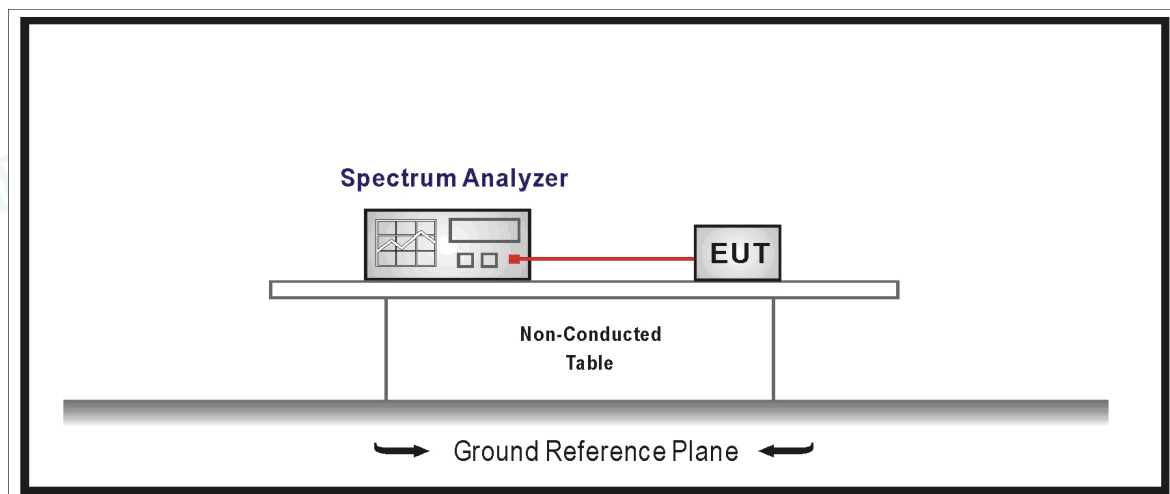 Spectrum Analyzer
EUT
Non-Conducted
Table
Ground Reference Plane